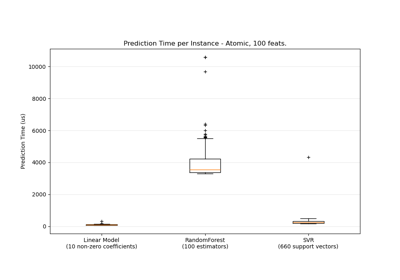 Prediction Time per Instance - Atomic, 100 feats.
10000
8000
6000
4000
2000
0
Prediction Time (us)
Linear Model
(10 non-zero coefficients)
RandomForest
(100 estimators)
SVR
(660 support vectors)